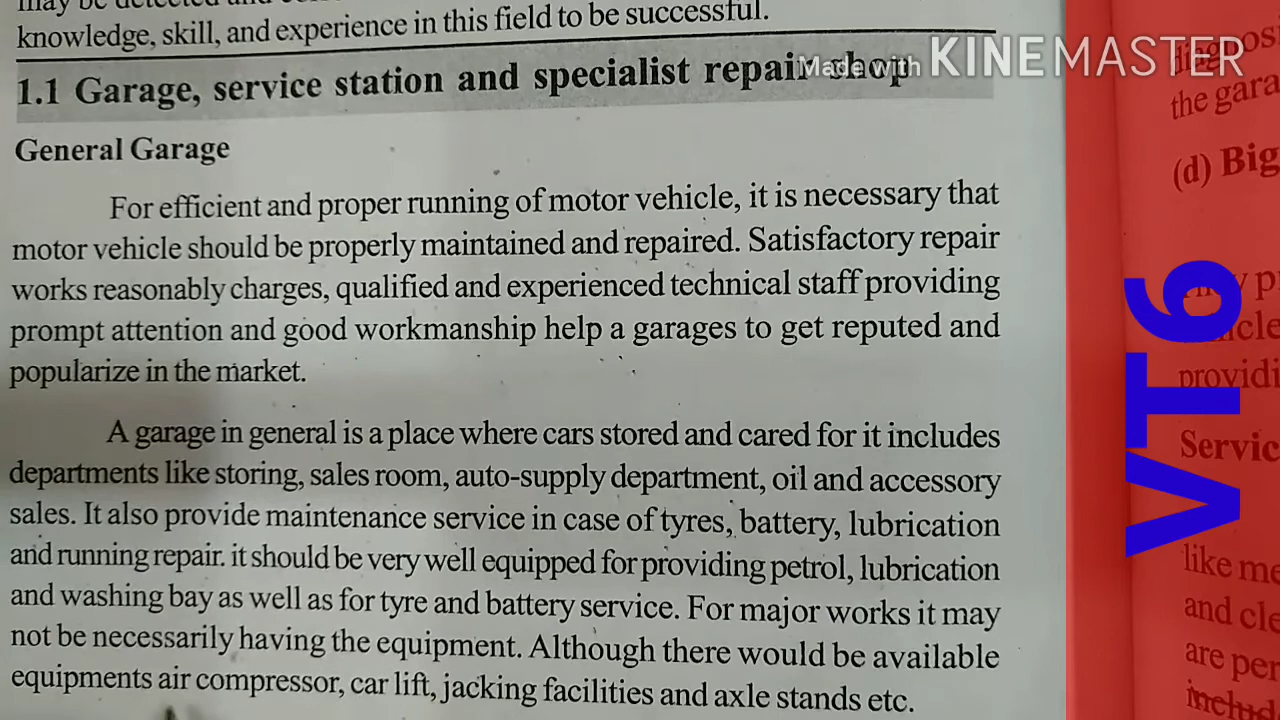 knowledge, skill, and experience in this field to be successful.
1.1 Garage, service station and specialist repair shop
Made with KINEMASTER
General Garage
For efficient and proper running of motor vehicle, it is necessary that
motor vehicle should be properly maintained and repaired. Satisfactory repair
works reasonably charges, qualified and experienced technical staff providing
prompt attention and good workmanship help a garages to get reputed and
popularize in the market.
A garage in general is a place where cars stored and cared for it includes
departments like storing, sales room, auto-supply department, oil and accessory
sales. It also provide maintenance service in case of tyres, battery, lubrication
and running repair. it should be very well equipped for providing petrol, lubrication
and washing bay as well as for tyre and battery service. For major works it may
not be necessarily having the equipment. Although there would be available
equipments air compressor, car lift, jacking facilities and axle stands etc.
the gara
(d) Big
providi
Servic
like me
and cle
are per
includ
VT6